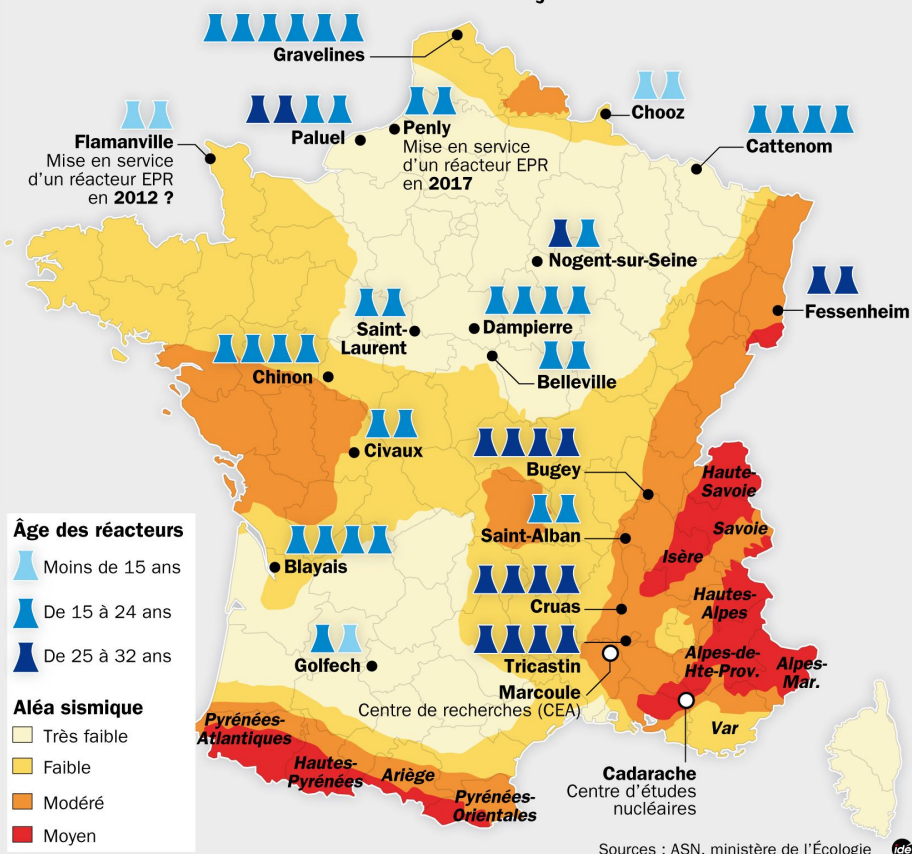 Gravelines
Chooz
Cattenom
Flamanville
Mise en service
d'un réacteur EPR
en 2012 ?
Paluel
Penly
Mise en service
d'un réacteur EPR
en 2017
Nogent-sur-Seine
Fessenheim
Saint-
Laurent
Dampierre
Belleville
Chinon
Civaux
Bugey
Haute-
Savoie
Savoie
Saint-Alban
Isère
Blayais
Cruas
Hautes-
Alpes
Golfech
Tricastin
Alpes-de-
Hte-Prov.
Alpes-
Mar.
Marcoule
Centre de recherches (CEA)
Var
Pyrénées-
Atlantiques
Hautes-
Pyrénées
Ariège
Pyrénées-
Orientales
Cadarache
Centre d'études
nucléaires
Âge des réacteurs
Moins de 15 ans
De 15 à 24 ans
De 25 à 32 ans
Aléa sismique
Très faible
Faible
Modéré
Moyen
Sources : ASN, ministère de l'Écologie
idé